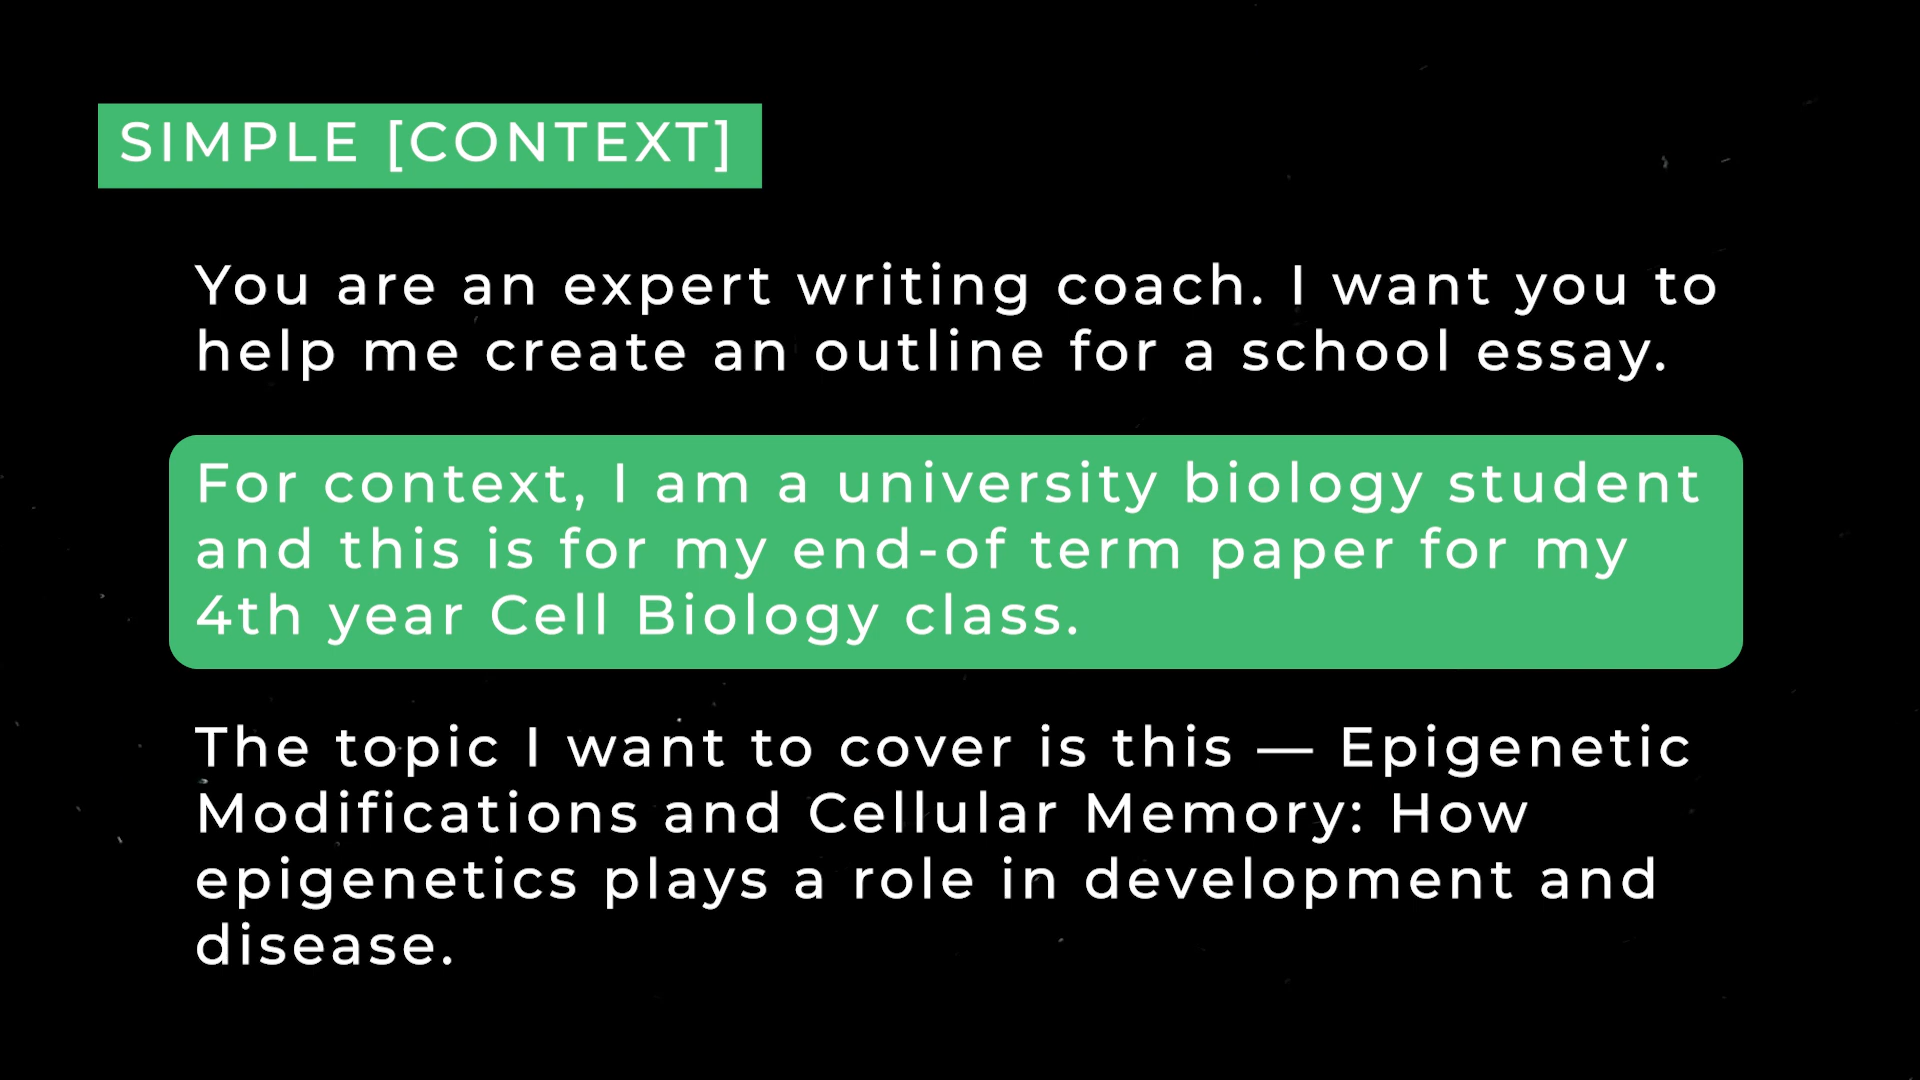 SIMPLE [CONTEXT]
You are an expert writing coach. I want you to
help me create an outline for a school essay.
For context, I am a university biology student
and this is for my end-of term paper for my
4th year Cell Biology class.
The topic I want to cover is this — Epigenetic
Modifications and Cellular Memory: How
epigenetics plays a role in development and
disease.